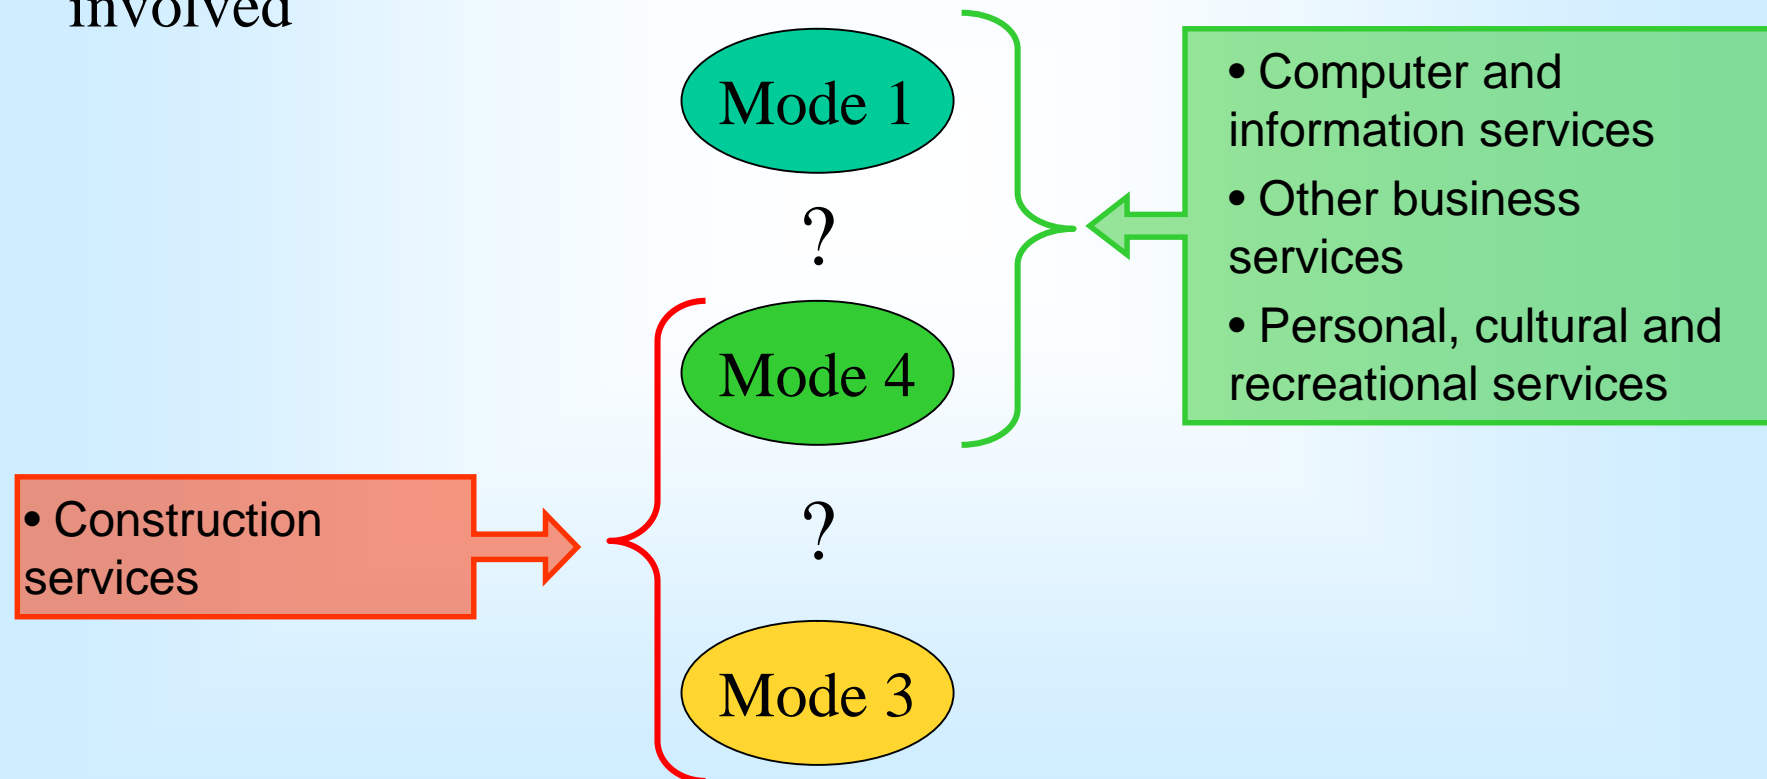 involved
Mode 1
?
Mode 4
?
Mode 3
• Computer and
information services
• Other business
services
• Personal, cultural and
recreational services
• Construction
services